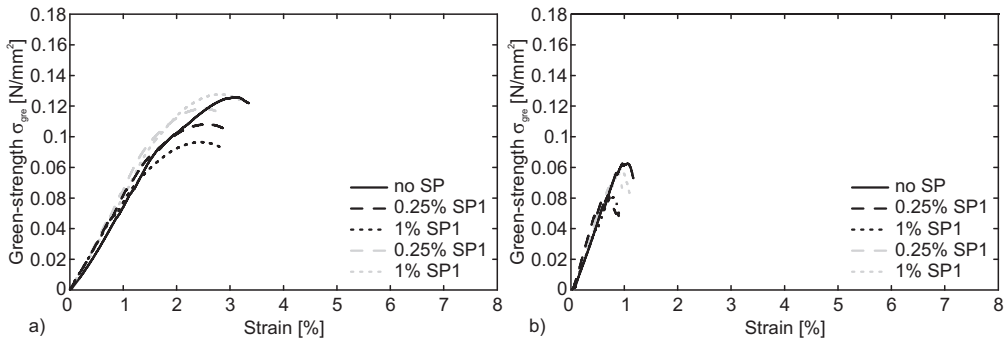 0.18
0.16
0.14
0.12
0.1
0.06
0.08
0.04
0.02
0
Green-strength σgre [N/mm²]
no SP
0.25% SP1
1% SP1
0.25% SP1
1% SP1
0 1 2 3 4 5 6 7 8
Strain [%]
a)
0.18
0.16
0.14
0.12
0.1
0.06
0.08
0.04
0.02
0
Green-strength σgre [N/mm²]
no SP
0.25% SP1
1% SP1
0.25% SP1
1% SP1
0 1 2 3 4 5 6 7 8
Strain [%]
b)